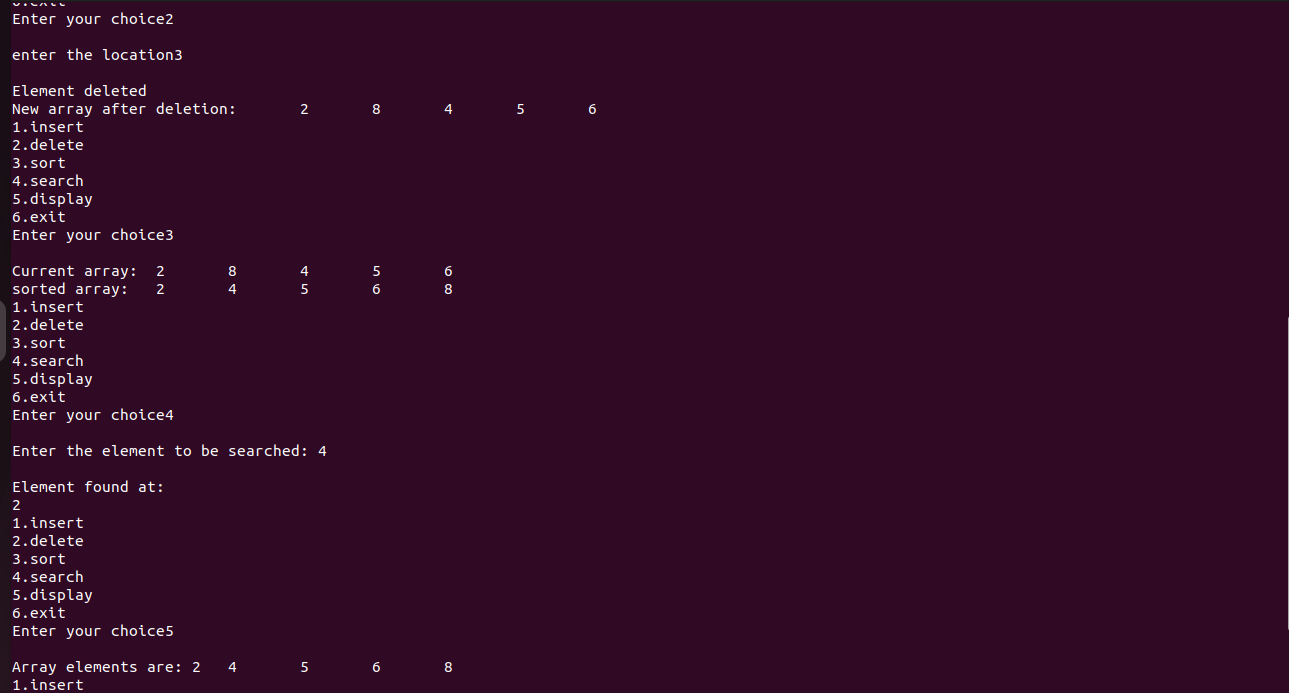 6.exit
Enter your choice2
enter the location3
Element deleted
New array after deletion: 2 8 4 5 6
1.insert
2.delete
3.sort
4.search
5.display
6.exit
Enter your choice3
Current array: 2 8 4 5 6
sorted array: 2 4 5 6 8
1.insert
2.delete
3.sort
4.search
5.display
6.exit
Enter your choice4
Enter the element to be searched: 4
Element found at:
2
1.insert
2.delete
3.sort
4.search
5.display
6.exit
Enter your choice5
Array elements are: 2 4 5 6 8
1.insert